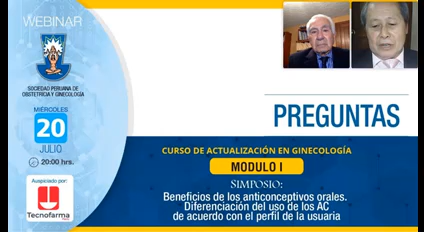 WEBINAR
SOCIEDAD PERUANA DE
OBSTETRICIA Y GINECOLOGÍA
MIÉRCOLES
20
JULIO
20:00 hrs.
Auspiciado por:
Tecnofarma
PREGUNTAS
CURSO DE ACTUALIZACIÓN EN GINECOLOGÍA
MODULO I
SIMPOSIO:
Beneficios de los anticonceptivos orales.
Diferenciación del uso de los AC
de acuerdo con el perfil de la usuaria